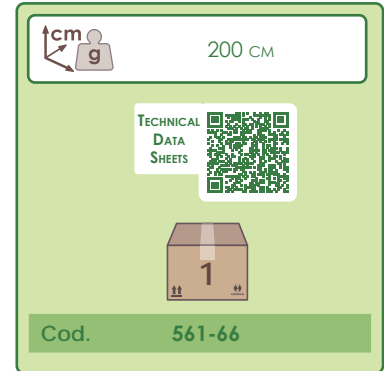 cm
g
200 CM
TECHNICAL
DATA
SHEETS
1
Cod. 561-66